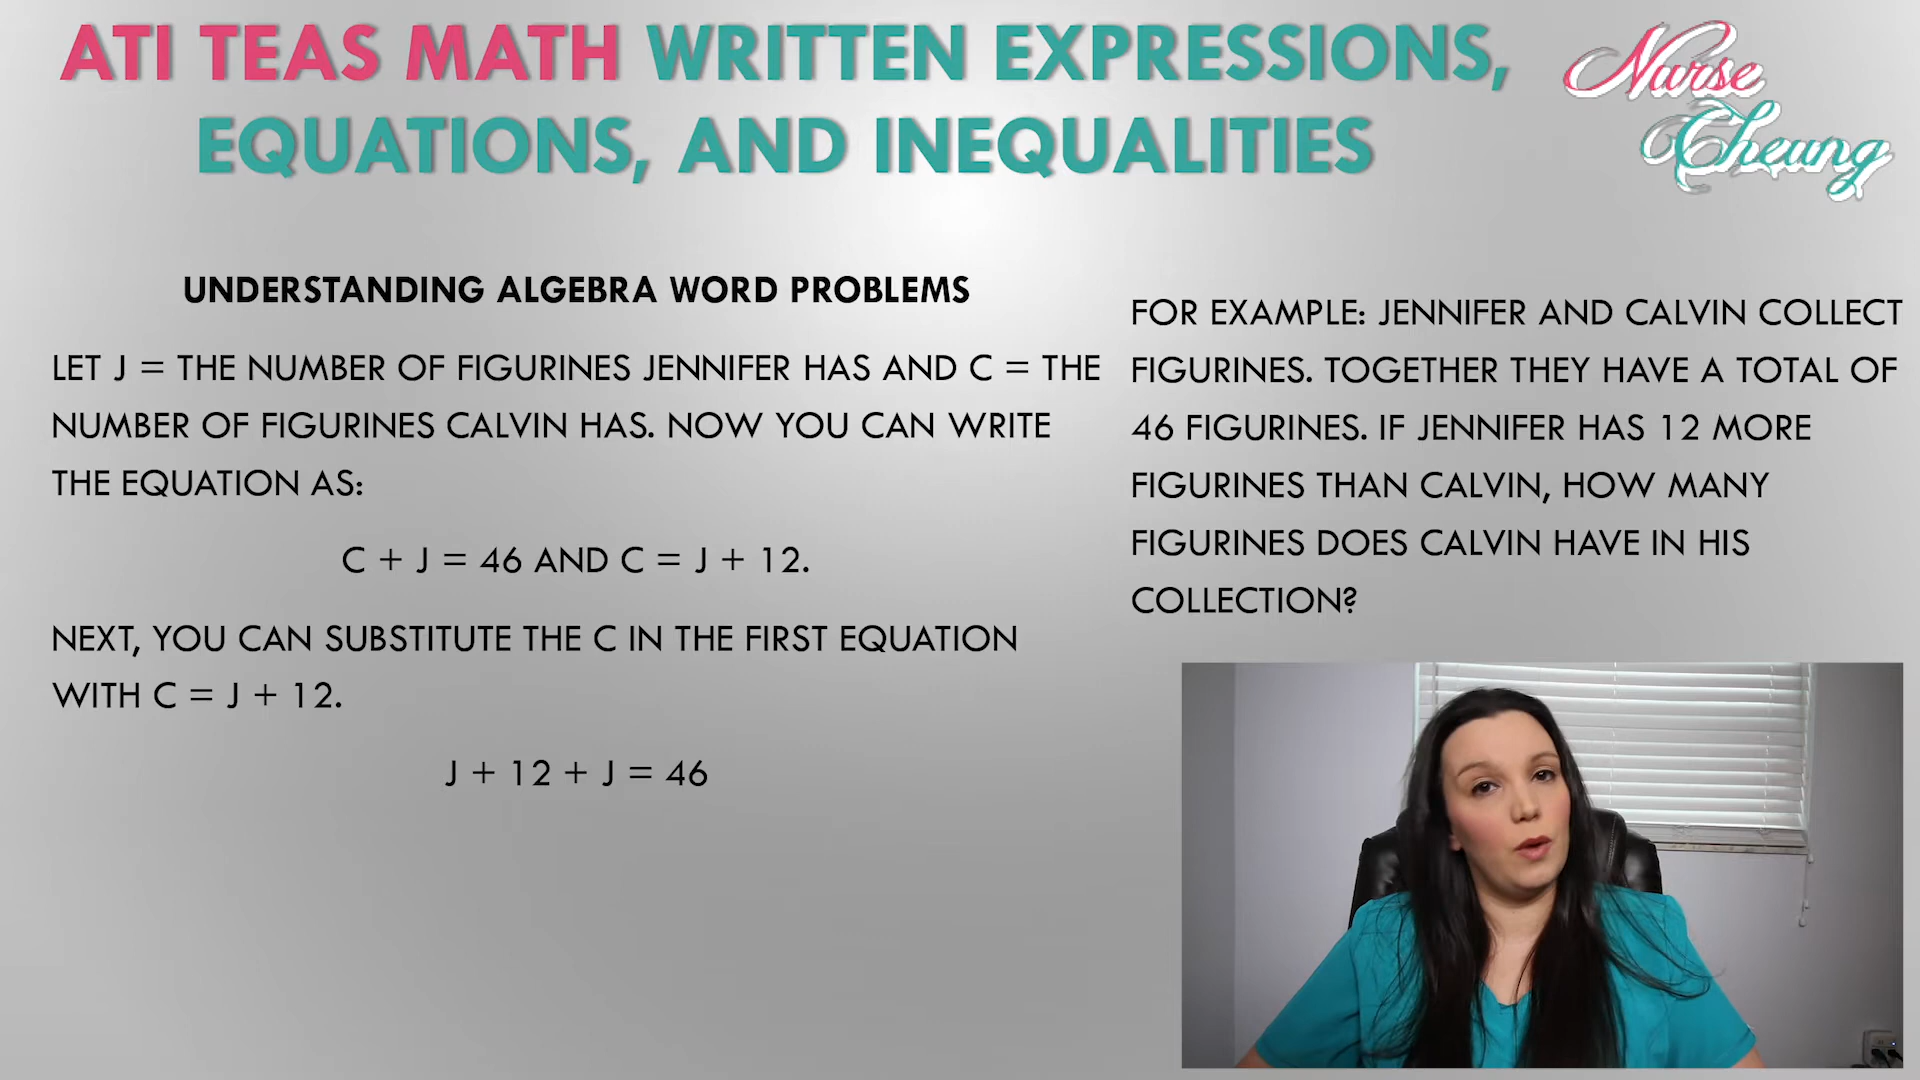 ATI TEAS MATH WRITTEN EXPRESSIONS,
EQUATIONS, AND INEQUALITIES
Nurse
Cheung
UNDERSTANDING ALGEBRA WORD PROBLEMS
LET J = THE NUMBER OF FIGURINES JENNIFER HAS AND C = THE
NUMBER OF FIGURINES CALVIN HAS. NOW YOU CAN WRITE
THE EQUATION AS:
C + J = 46 AND C = J + 12.
NEXT, YOU CAN SUBSTITUTE THE C IN THE FIRST EQUATION
WITH C = J + 12.
J + 12 + J = 46
FOR EXAMPLE: JENNIFER AND CALVIN COLLECT
FIGURINES. TOGETHER THEY HAVE A TOTAL OF
46 FIGURINES. IF JENNIFER HAS 12 MORE
FIGURINES THAN CALVIN, HOW MANY
FIGURINES DOES CALVIN HAVE IN HIS
COLLECTION?